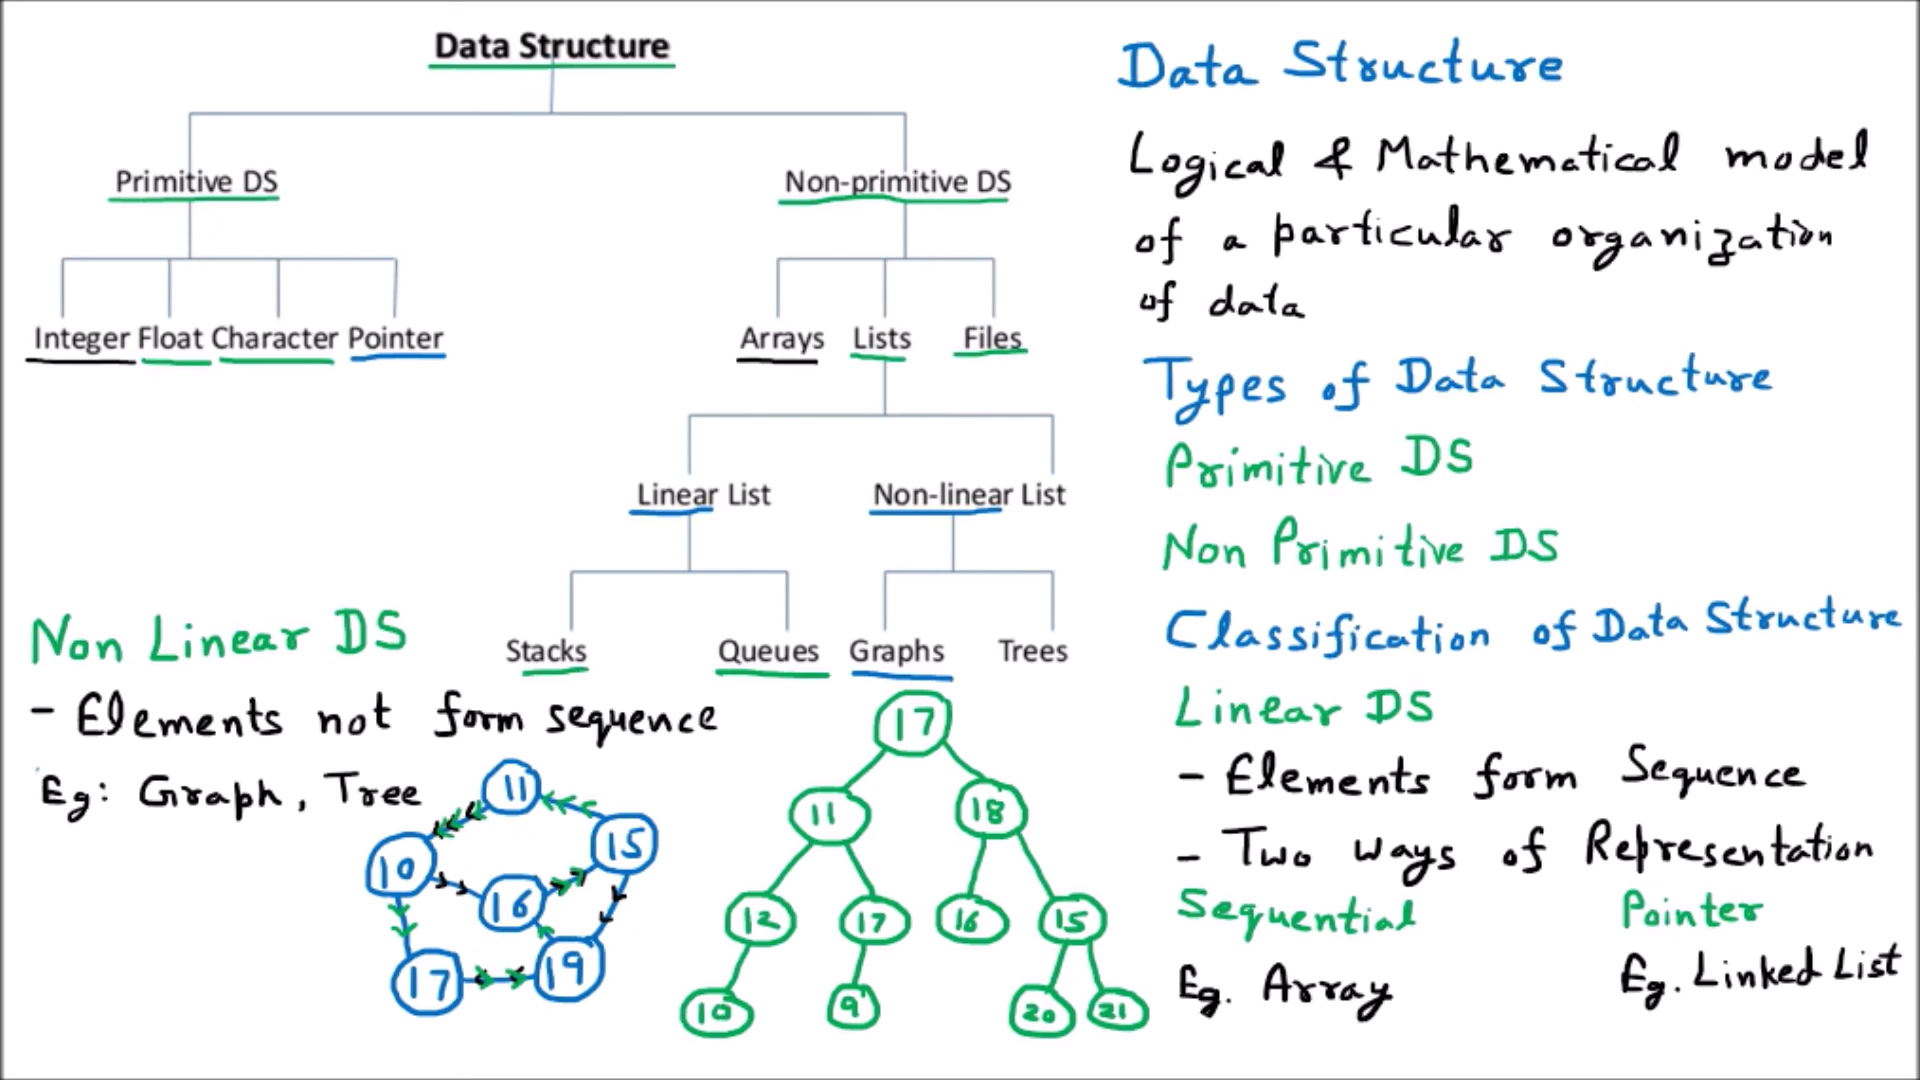 Data Structure
Primitive DS
Non-primitive DS
Integer Float Character Pointer
Arrays Lists Files
Linear List
Non-linear List
Stacks Queues Graphs Trees
Non Linear DS
- Elements not form sequence
Eg: Graph, Tree
11
15
10
16
17
19
17
11
18
12
17
16
15
10
9
20
21
Data Structure
Logical & Mathematical model
of a particular organization
of data
Types of Data Structure
Primitive DS
Non Primitive DS
Classification of Data Structure
Linear DS
- Elements form Sequence
- Two ways of Representation
Sequential Pointer
Eg. Array Eg. Linked List